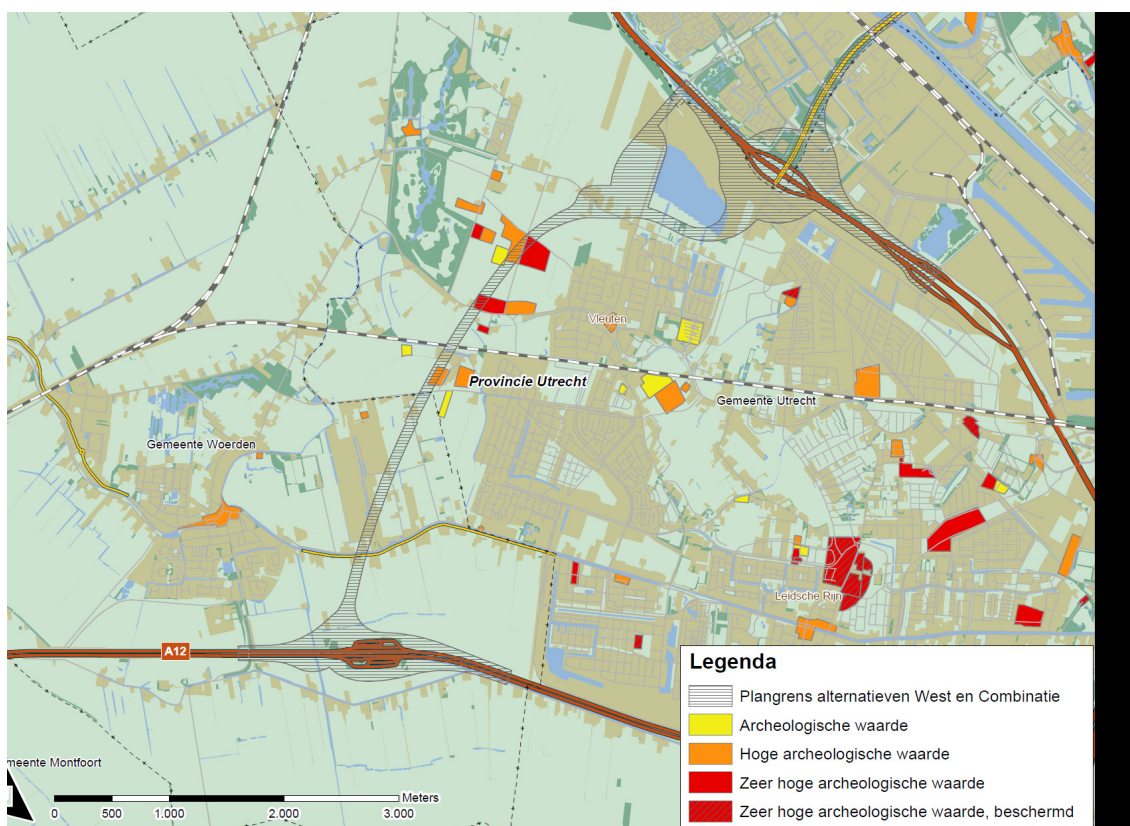 Vleuten
Provincie Utrecht
Gemeente Utrecht
Gemeente Woerden
Leidsche Rijn
A12
meente Montfoort
Meters
0 500 1.000 2.000 3.000
Legenda
Plangrens alternatieven West en Combinatie
Archeologische waarde
Hoge archeologische waarde
Zeer hoge archeologische waarde
Zeer hoge archeologische waarde, beschermd